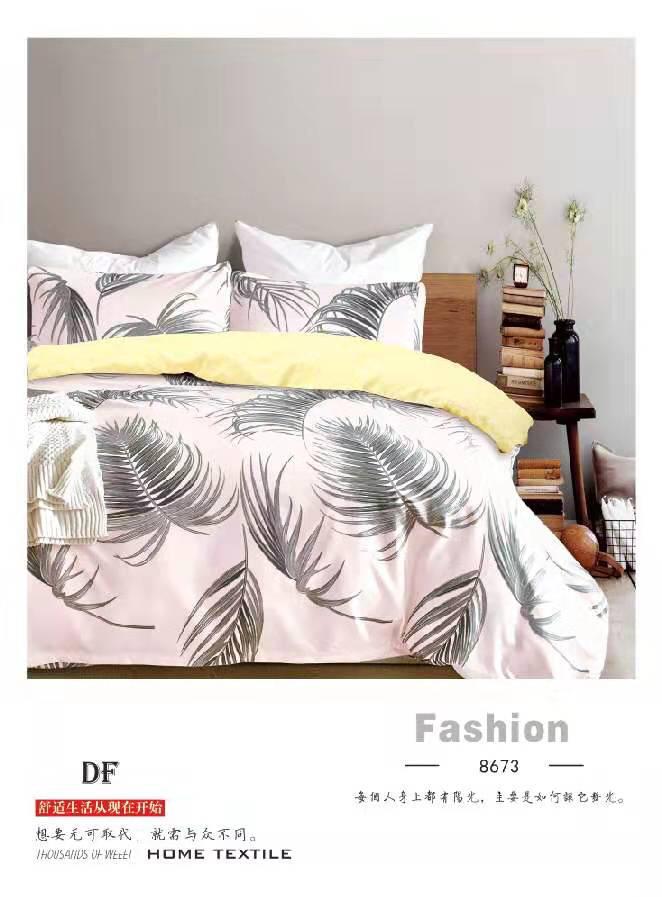 Fashion
8673
每個人身上都有陽光，主要是如何讓它發光。
DF
舒适生活从现在开始
想要无可取代，就需与众不同。
THOUSANDS OF
HOME TEXTILE